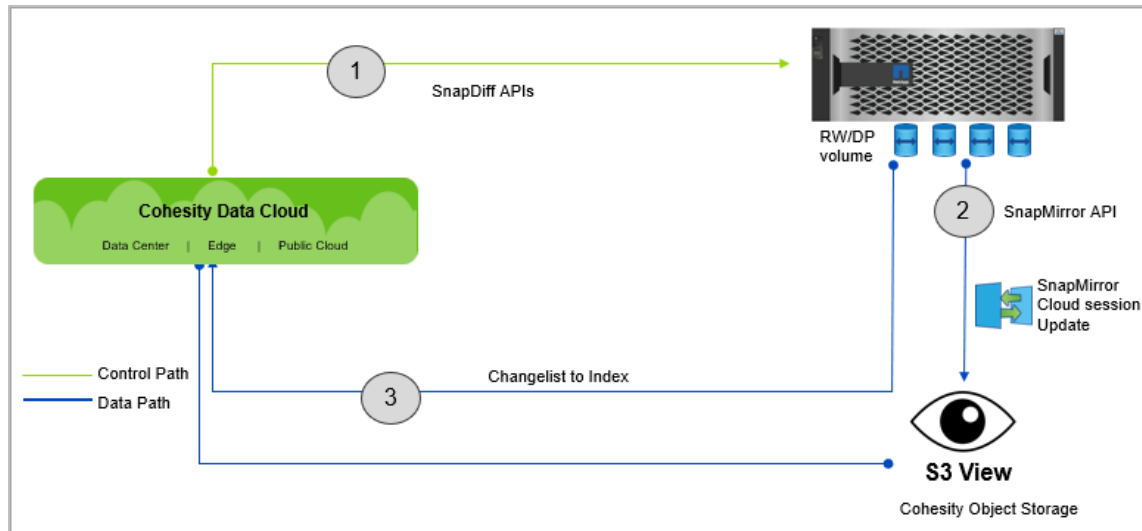 1
SnapDiff APIs
RW/DP
volume
Cohesity Data Cloud
Data Center | Edge | Public Cloud
2
SnapMirror API
SnapMirror
Cloud session
Update
Control Path
Data Path
3
Changelist to Index
S3 View
Cohesity Object Storage